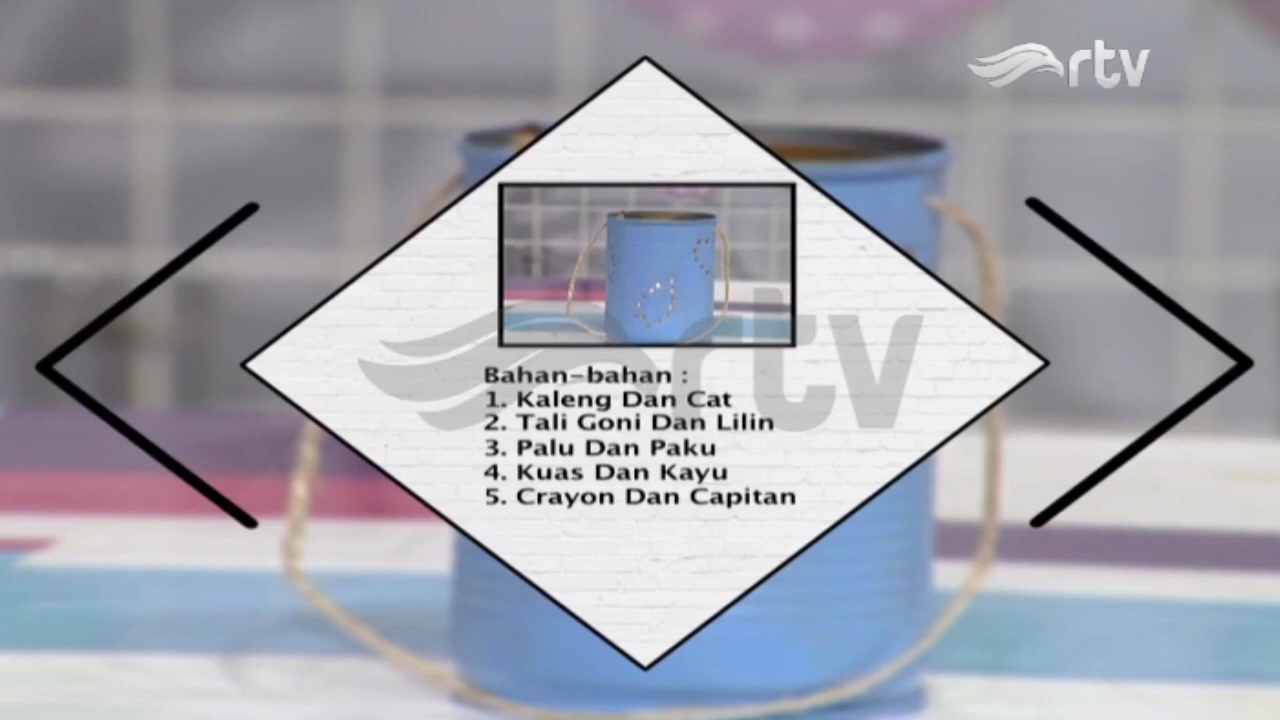 rtv
rtv
Bahan-bahan :
1. Kaleng Dan Cat
2. Tali Goni Dan Lilin
3. Palu Dan Paku
4. Kuas Dan Kayu
5. Crayon Dan Capitan